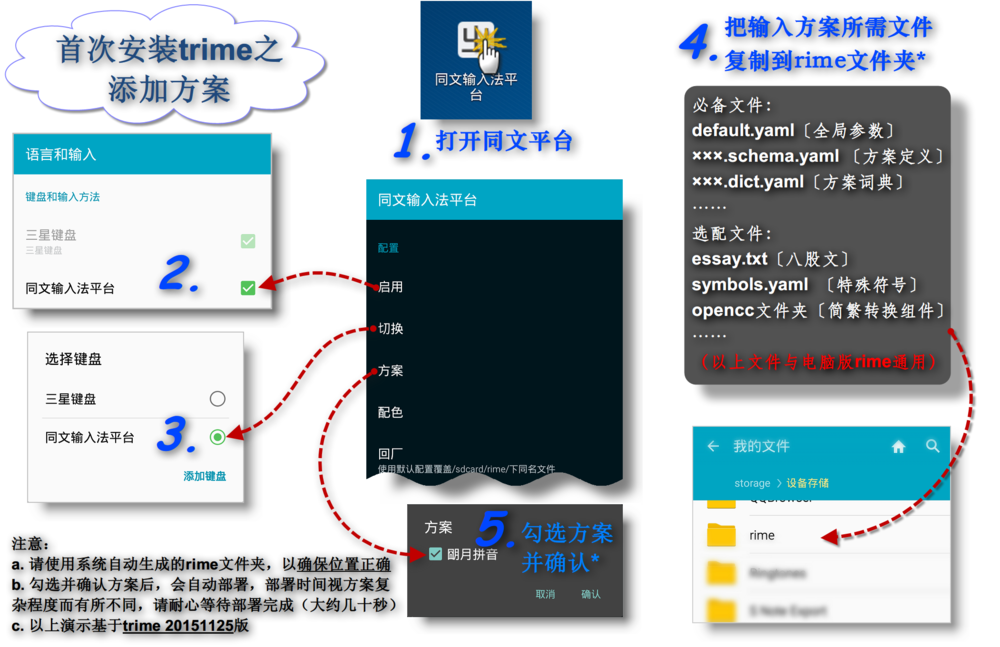 首次安装trime之
添加方案
同文输入法平
台
1. 打开同文平台
语言和输入
键盘和输入方法
三星键盘
三星键盘
同文输入法平台
2.
选择键盘
三星键盘
同文输入法平台
3.
添加键盘
同文输入法平台
配置
启用
切换
方案
配色
回厂
使用默认配置覆盖/sdcard/rime/下同名文件
4. 把输入方案所需文件
复制到rime文件夹*
必备文件：
default.yaml〔全局参数〕
×××.schema.yaml〔方案定义〕
×××.dict.yaml〔方案词典〕
……
选配文件：
essay.txt〔八股文〕
symbols.yaml 〔特殊符号〕
opencc文件夹〔简繁转换组件〕
……
（以上文件与电脑版rime通用）
我的文件
storage > 设备存储
QQBrowser
rime
Ringtones
S Note Export
方案
朙月拼音
取消 确认
5. 勾选方案
并确认*
注意：
a. 请使用系统自动生成的rime文件夹，以确保位置正确
b. 勾选并确认方案后，会自动部署，部署时间视方案复
杂程度而有所不同，请耐心等待部署完成（大约几十秒）
c. 以上演示基于trime 20151125版